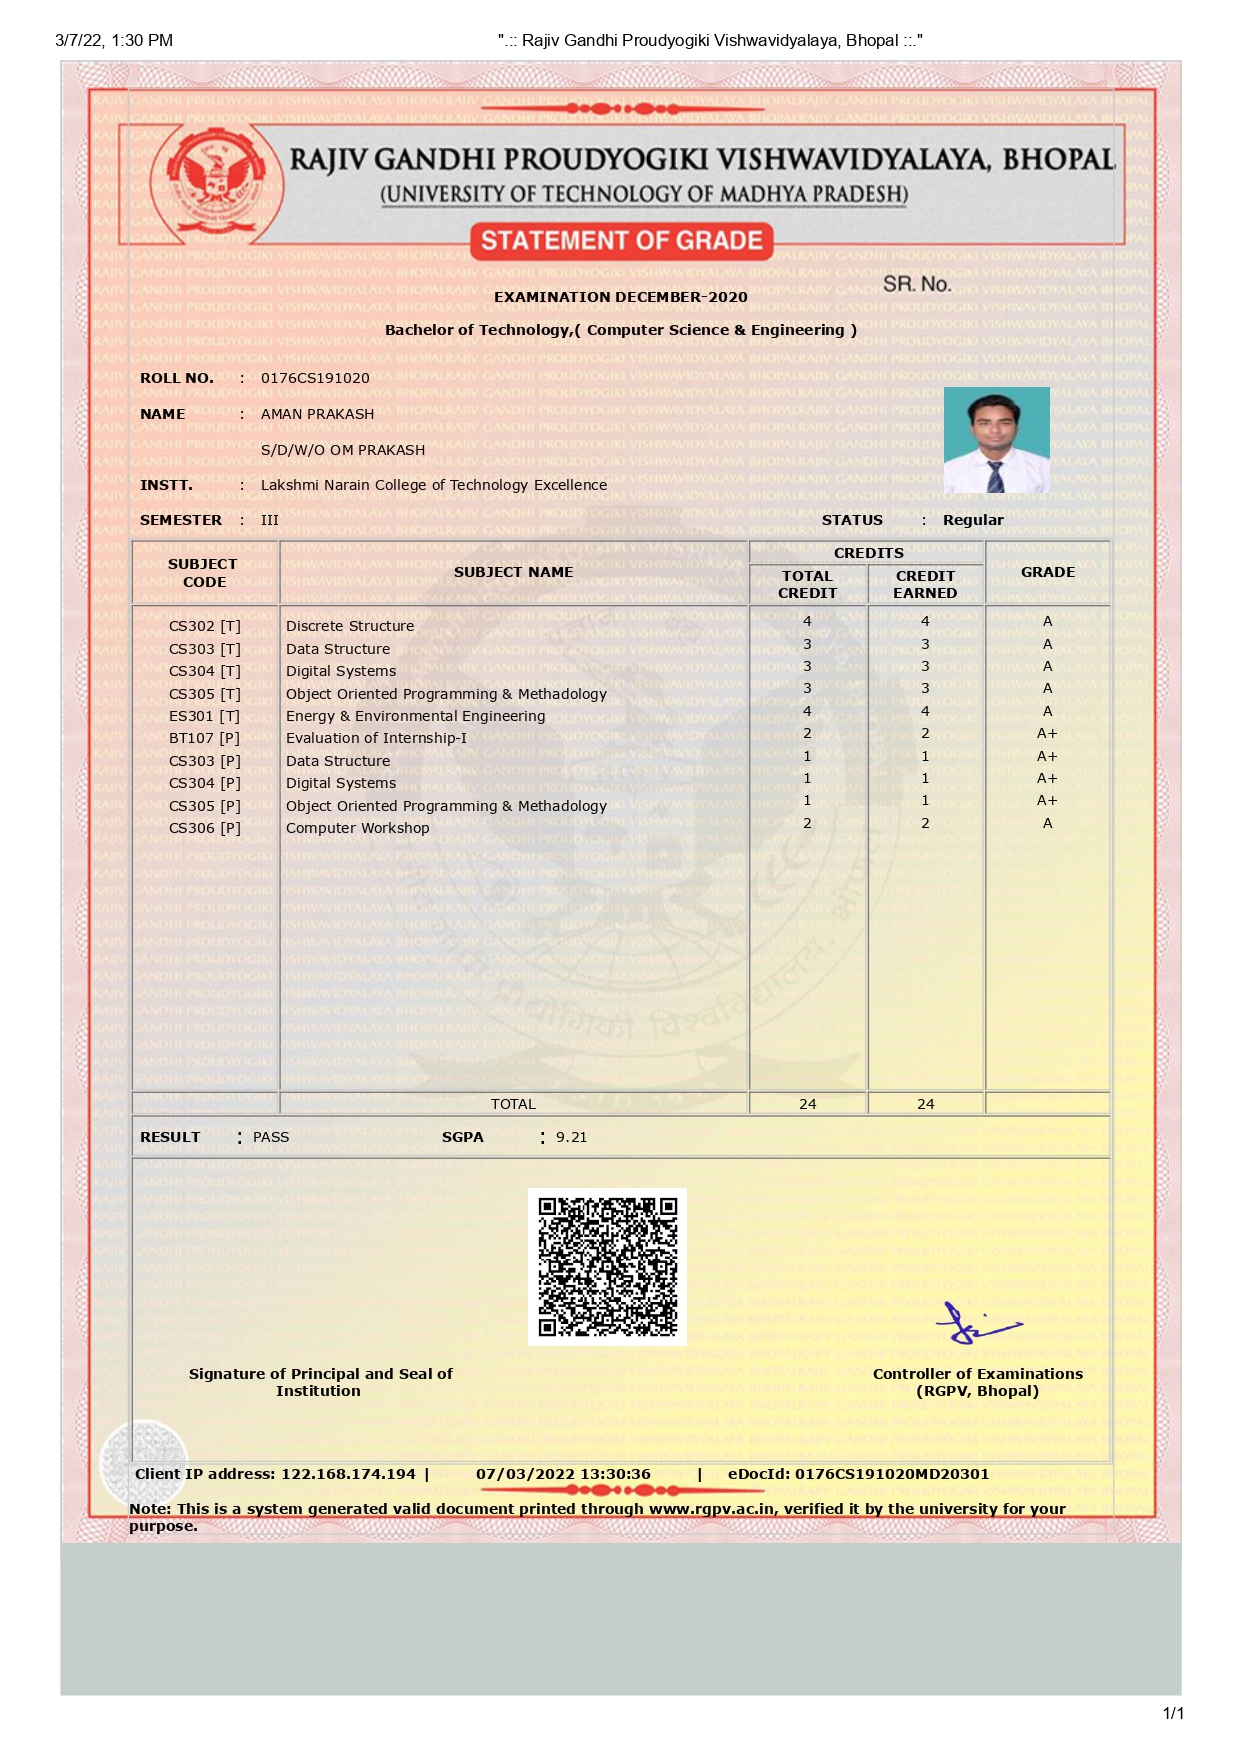 3/7/22, 1:30 PM ".:: Rajiv Gandhi Proudyogiki Vishwavidyalaya, Bhopal ::."
RAJIV GANDHI PROUDYOGIKI VISHWAVIDYALAYA, BHOPAL
(UNIVERSITY OF TECHNOLOGY OF MADHYA PRADESH)
STATEMENT OF GRADE
SR. No.
EXAMINATION DECEMBER-2020
Bachelor of Technology,( Computer Science & Engineering )
ROLL NO. : 0176CS191020
NAME : AMAN PRAKASH
S/D/W/O OM PRAKASH
INSTT. : Lakshmi Narain College of Technology Excellence
SEMESTER : III STATUS : Regular
SUBJECT CODE SUBJECT NAME CREDITS GRADE
TOTAL CREDIT CREDIT EARNED
CS302 [T] Discrete Structure 4 4 A
CS303 [T] Data Structure 3 3 A
CS304 [T] Digital Systems 3 3 A
CS305 [T] Object Oriented Programming & Methadology 3 3 A
ES301 [T] Energy & Environmental Engineering 4 4 A
BT107 [P] Evaluation of Internship-I 2 2 A+
CS303 [P] Data Structure 1 1 A+
CS304 [P] Digital Systems 1 1 A+
CS305 [P] Object Oriented Programming & Methadology 1 1 A+
CS306 [P] Computer Workshop 2 2 A
TOTAL 24 24
RESULT : PASS SGPA : 9.21
Signature of Principal and Seal of
Institution
Controller of Examinations
(RGPV, Bhopal)
Client IP address: 122.168.174.194 | 07/03/2022 13:30:36 | eDocId: 0176CS191020MD20301
Note: This is a system generated valid document printed through www.rgpv.ac.in, verified it by the university for your
purpose.
1/1